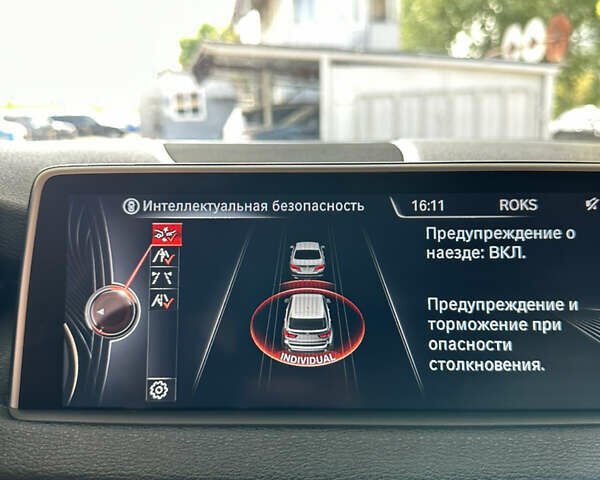 Интеллектуальная безопасность
16:11
ROKS
Предупреждение о
наезде: ВКЛ.
Предупреждение и
торможение при
опасности
столкновения.
INDIVIDUAL